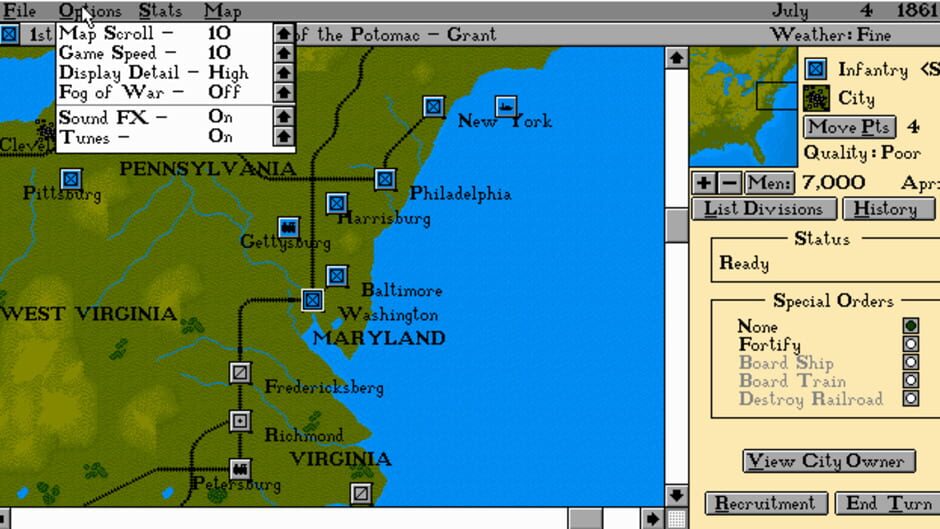 File Options Stats Map July 4 1861
1st of the Potomac – Grant Weather: Fine
Map Scroll – 10
Game Speed – 10
Display Detail – High
Fog of War – Off
Sound FX – On
Tunes – On
New York
Clevel
PENNSYLVANIA
Pittsburg
Philadelphia
Harrisburg
Gettysburg
Baltimore
WEST VIRGINIA
Washington
MARYLAND
Fredericksberg
Richmond
VIRGINIA
Petersburg
Infantry <S
City
Move Pts 4
Quality: Poor
+ – Men: 7,000 Apr
List Divisions History
Status
Ready
Special Orders
None
Fortify
Board Ship
Board Train
Destroy Railroad
View City Owner
Recruitment End Turn